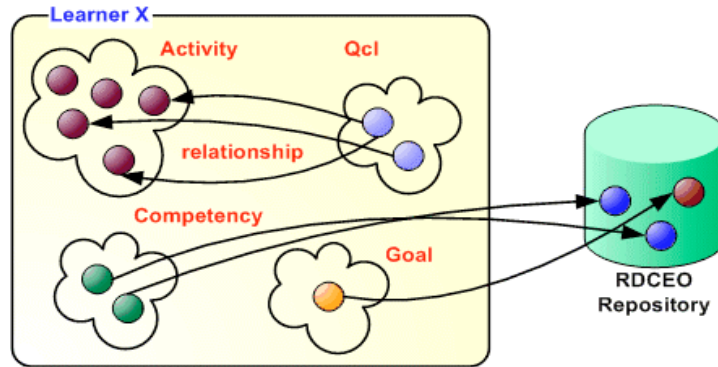 Learner X
Activity
Qcl
relationship
Competency
Goal
RDCEO
Repository